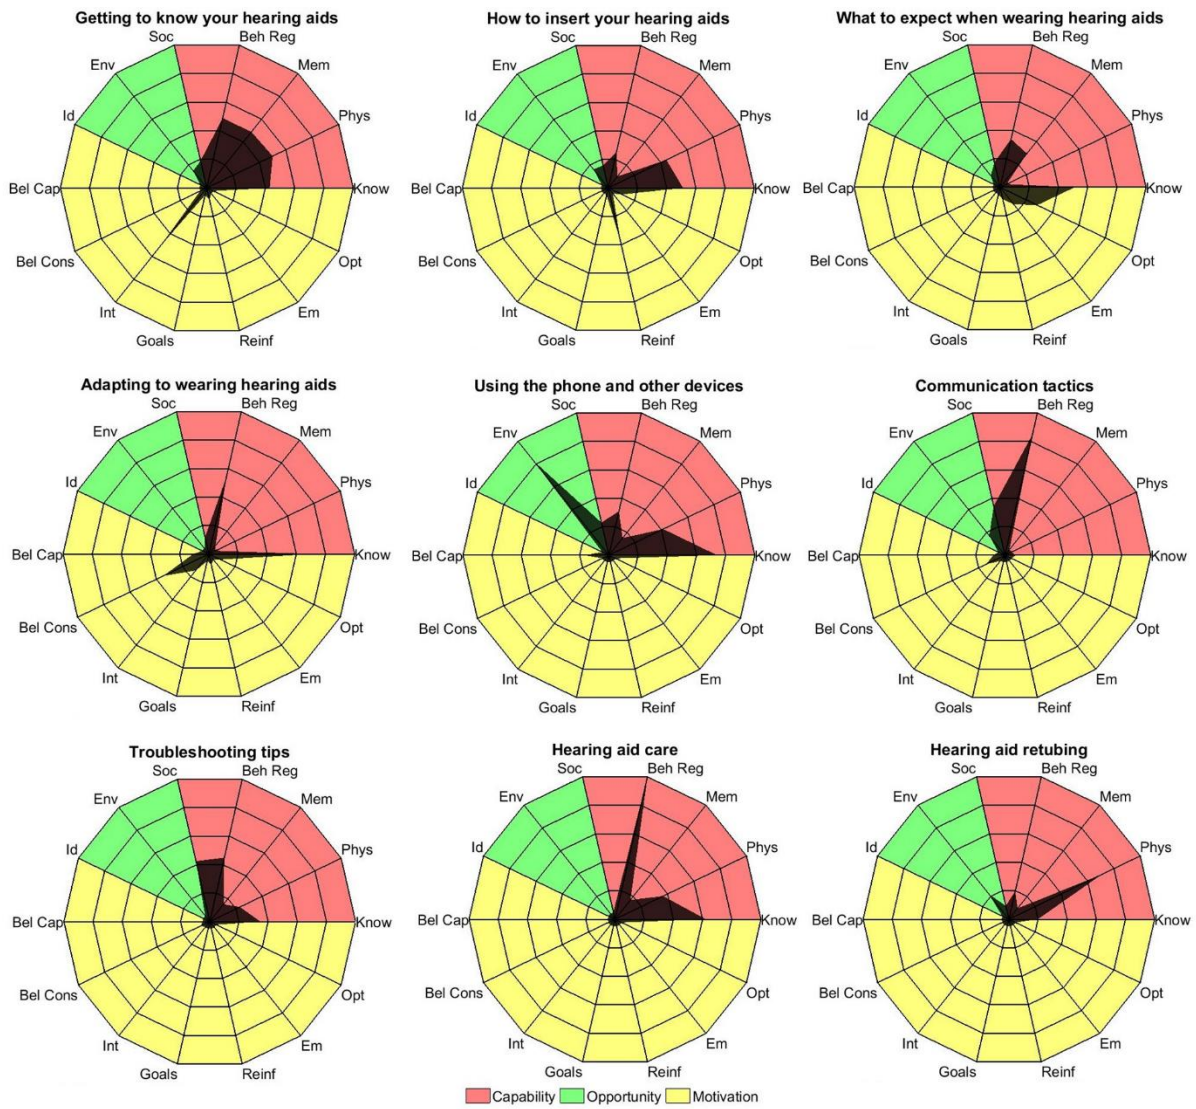 Getting to know your hearing aids
Soc
Beh Reg
Env
Mem
Id
Phys
Bel Cap
Know
Bel Cons
Opt
Int
Em
Goals
Reinf
How to insert your hearing aids
Soc
Beh Reg
Env
Mem
Id
Phys
Bel Cap
Know
Bel Cons
Opt
Int
Em
Goals
Reinf
What to expect when wearing hearing aids
Soc
Beh Reg
Env
Mem
Id
Phys
Bel Cap
Know
Bel Cons
Opt
Int
Em
Goals
Reinf
Adapting to wearing hearing aids
Soc
Beh Reg
Env
Mem
Id
Phys
Bel Cap
Know
Bel Cons
Opt
Int
Em
Goals
Reinf
Using the phone and other devices
Soc
Beh Reg
Env
Mem
Id
Phys
Bel Cap
Know
Bel Cons
Opt
Int
Em
Goals
Reinf
Communication tactics
Soc
Beh Reg
Env
Mem
Id
Phys
Bel Cap
Know
Bel Cons
Opt
Int
Em
Goals
Reinf
Troubleshooting tips
Soc
Beh Reg
Env
Mem
Id
Phys
Bel Cap
Know
Bel Cons
Opt
Int
Em
Goals
Reinf
Hearing aid care
Soc
Beh Reg
Env
Mem
Id
Phys
Bel Cap
Know
Bel Cons
Opt
Int
Em
Goals
Reinf
Hearing aid retubing
Soc
Beh Reg
Env
Mem
Id
Phys
Bel Cap
Know
Bel Cons
Opt
Int
Em
Goals
Reinf
Capability Opportunity Motivation